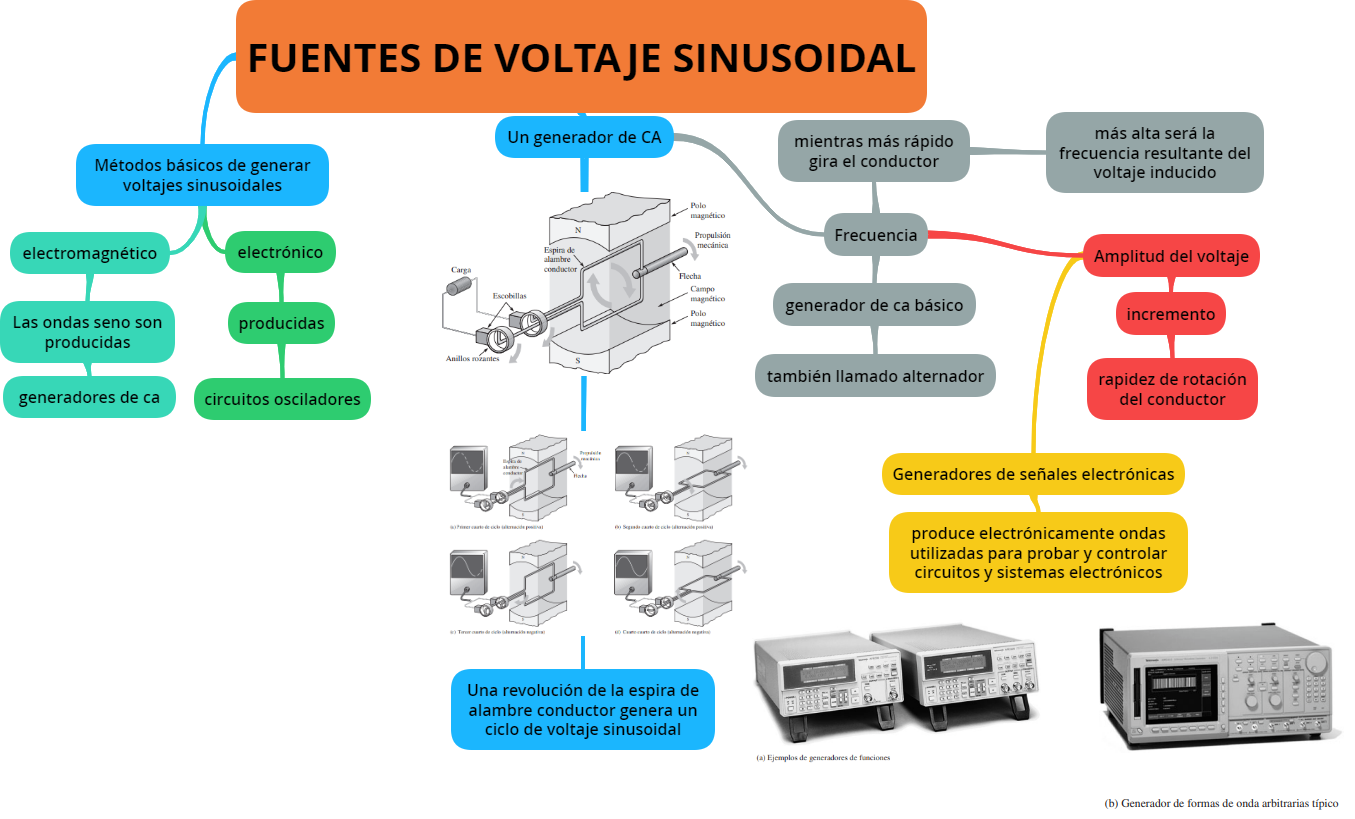 FUENTES DE VOLTAJE SINUSOIDAL
Métodos básicos de generar
voltajes sinusoidales
electromagnético
Las ondas seno son
producidas
generadores de ca
electrónico
producidas
circuitos osciladores
Un generador de CA
Polo
magnético
N
Propulsión
mecánica
Espira de
alambre
conductor
Flecha
Carga
Escobillas
Campo
magnético
Polo
magnético
Anillos rozantes
S
Propulsión
mecánica
Espira de
alambre
conductor
Flecha
N
S
(a) Primer cuarto de ciclo (alternación positiva)
N
S
(b) Segundo cuarto de ciclo (alternación positiva)
N
S
(c) Tercer cuarto de ciclo (alternación negativa)
N
S
(d) Cuarto cuarto de ciclo (alternación negativa)
Una revolución de la espira de
alambre conductor genera un
ciclo de voltaje sinusoidal
mientras más rápido
gira el conductor
más alta será la
frecuencia resultante del
voltaje inducido
Frecuencia
generador de ca básico
también llamado alternador
Amplitud del voltaje
incremento
rapidez de rotación
del conductor
Generadores de señales electrónicas
produce electrónicamente ondas
utilizadas para probar y controlar
circuitos y sistemas electrónicos
(a) Ejemplos de generadores de funciones
(b) Generador de formas de onda arbitrarias típico